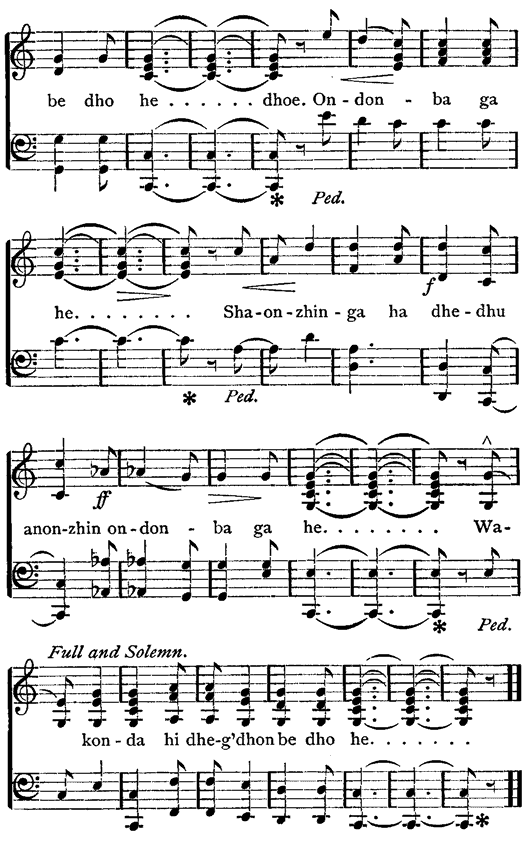 be dho he . . . . . . dhoe. On - don - ba ga
* Ped.
he. . . . . . . . . Sha-on-zhin-ga ha dhe-dhu
f
* Ped.
ff
anon-zhin on-don- ba ga he. . . . . . . . Wa-
* Ped.
Full and Solemn.
kon-da hi dhe-g'dhon be dho he. . . . . . .
*